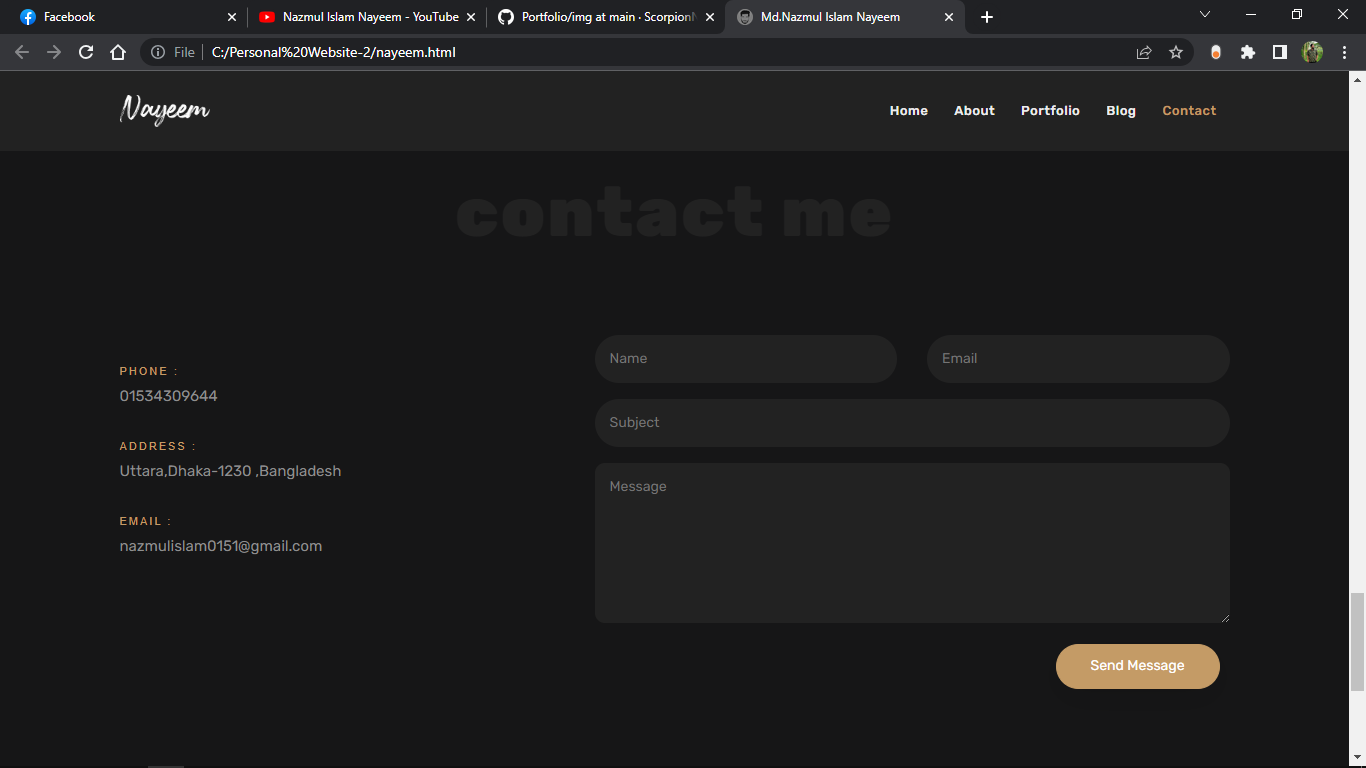 Facebook
Nazmul Islam Nayeem - YouTube
Portfolio/img at main · Scorpion
Md.Nazmul Islam Nayeem
File
C:/Personal%20Website-2/nayeem.html
Nayeem
Home
About
Portfolio
Blog
Contact
contact me
PHONE :
01534309644
ADDRESS :
Uttara,Dhaka-1230 ,Bangladesh
EMAIL :
nazmulislam0151@gmail.com
Name
Email
Subject
Message
Send Message